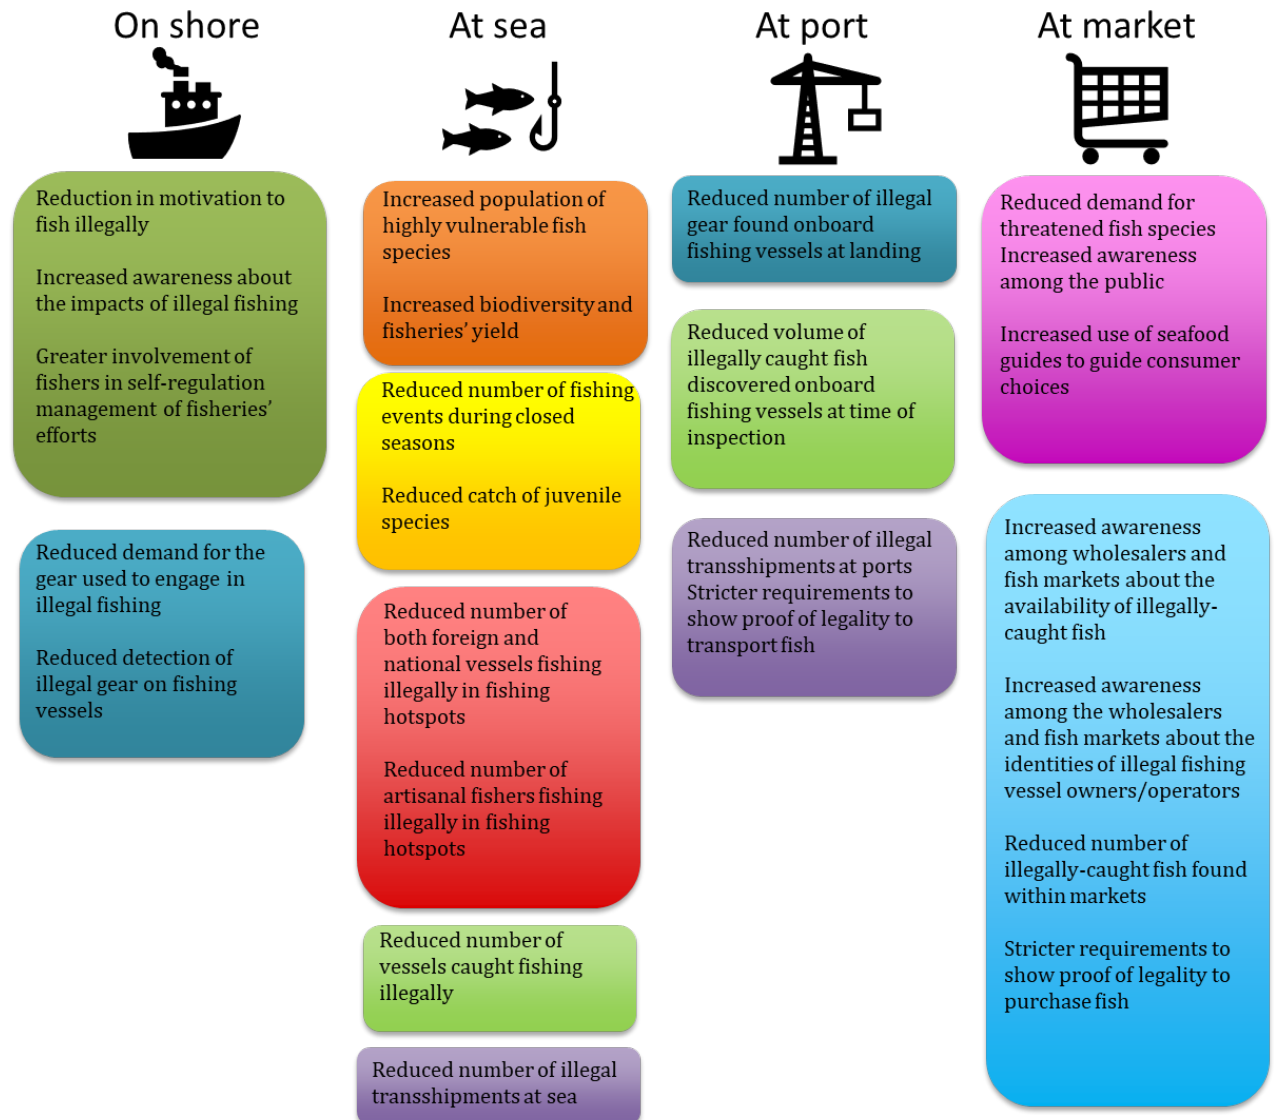 On shore
At sea
At port
At market
Reduction in motivation to
fish illegally
Increased awareness about
the impacts of illegal fishing
Greater involvement of
fishers in self-regulation
management of fisheries’
efforts
Reduced demand for the
gear used to engage in
illegal fishing
Reduced detection of
illegal gear on fishing
vessels
Increased population of
highly vulnerable fish
species
Increased biodiversity and
fisheries’ yield
Reduced number of fishing
events during closed
seasons
Reduced catch of juvenile
species
Reduced number of
both foreign and
national vessels fishing
illegally in fishing
hotspots
Reduced number of
artisanal fishers fishing
illegally in fishing
hotspots
Reduced number of
vessels caught fishing
illegally
Reduced number of illegal
transshipments at sea
Reduced number of illegal
gear found onboard
fishing vessels at landing
Reduced volume of
illegally caught fish
discovered onboard
fishing vessels at time of
inspection
Reduced number of illegal
transshipments at ports
Stricter requirements to
show proof of legality to
transport fish
Reduced demand for
threatened fish species
Increased awareness
among the public
Increased use of seafood
guides to guide consumer
choices
Increased awareness
among wholesalers and
fish markets about the
availability of illegally-
caught fish
Increased awareness
among the wholesalers
and fish markets about the
identities of illegal fishing
vessel owners/operators
Reduced number of
illegally-caught fish found
within markets
Stricter requirements to
show proof of legality to
purchase fish